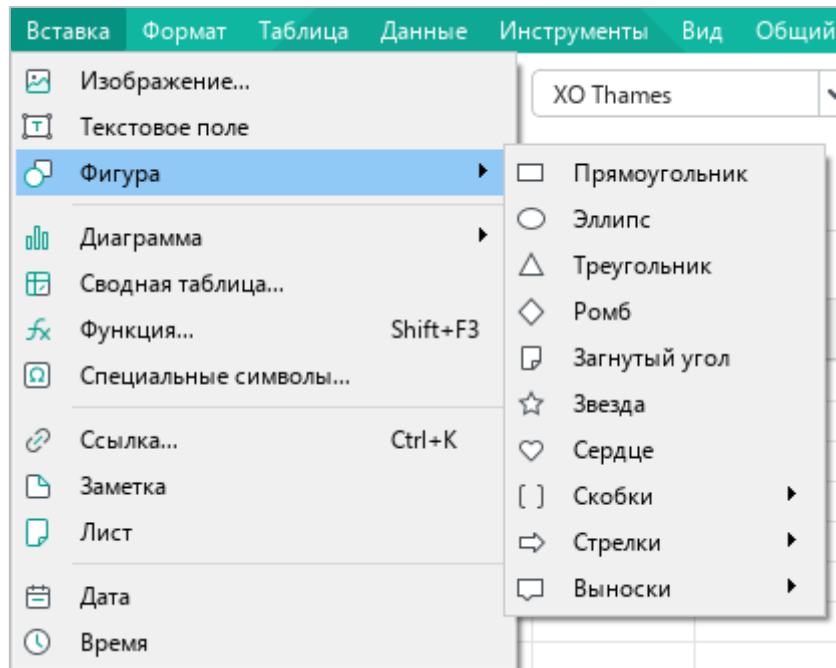 Вставка Формат Таблица Данные Инструменты Вид Общий
Изображение...
XO Thames
Текстовое поле
Фигура
Прямоугольник
Эллипс
Треугольник
Ромб
Загнутый угол
Звезда
Сердце
Скобки
Стрелки
Выноски
Диаграмма
Сводная таблица...
Функция... Shift+F3
Специальные символы...
Ссылка... Ctrl+K
Заметка
Лист
Дата
Время